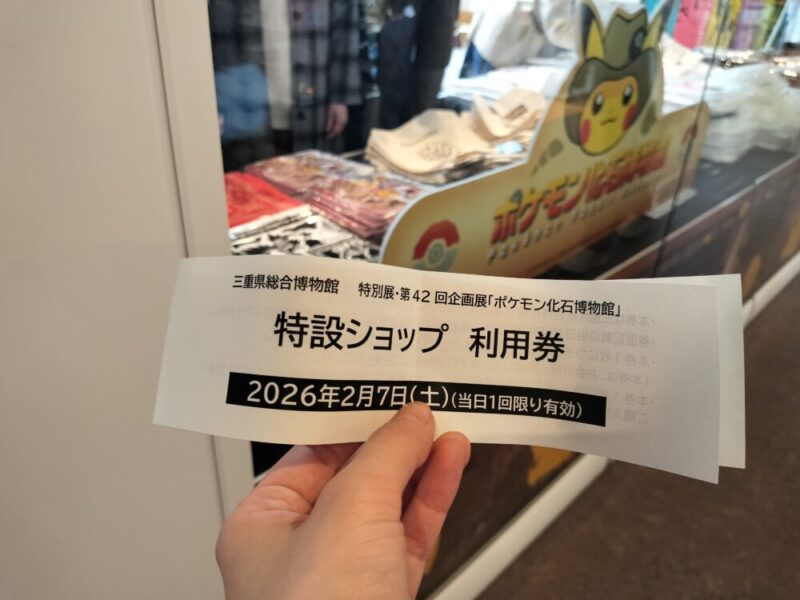 ポケモン化石博物館
三重県総合博物館 特別展・第42回企画展「ポケモン化石博物館」
特設ショップ 利用券
2026年2月7日(土)(当日1回限り有効)